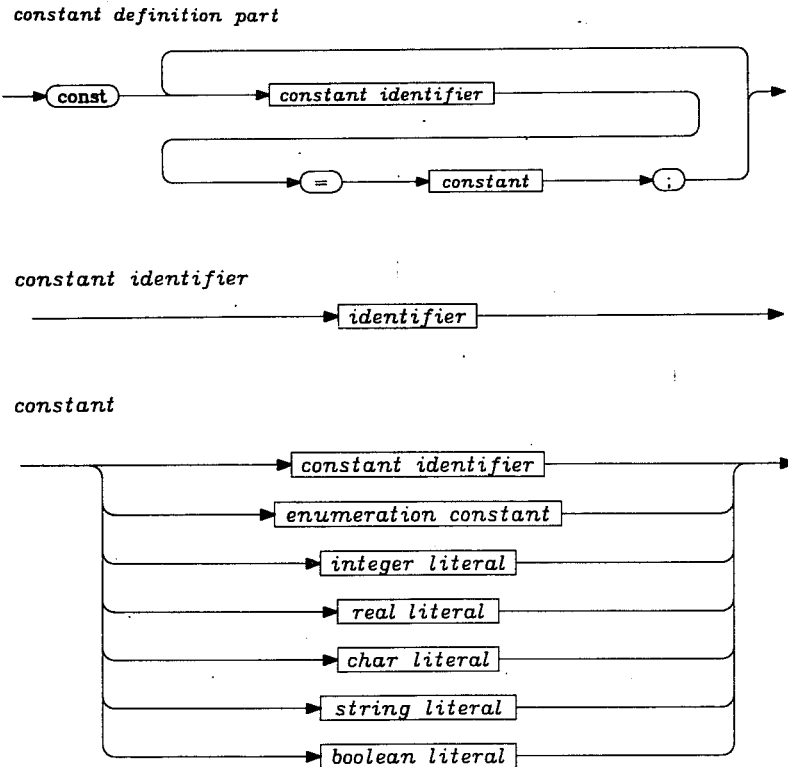 constant definition part
const
constant identifier
= constant ;
constant identifier
identifier
constant
constant identifier
enumeration constant
integer literal
real literal
char literal
string literal
boolean literal